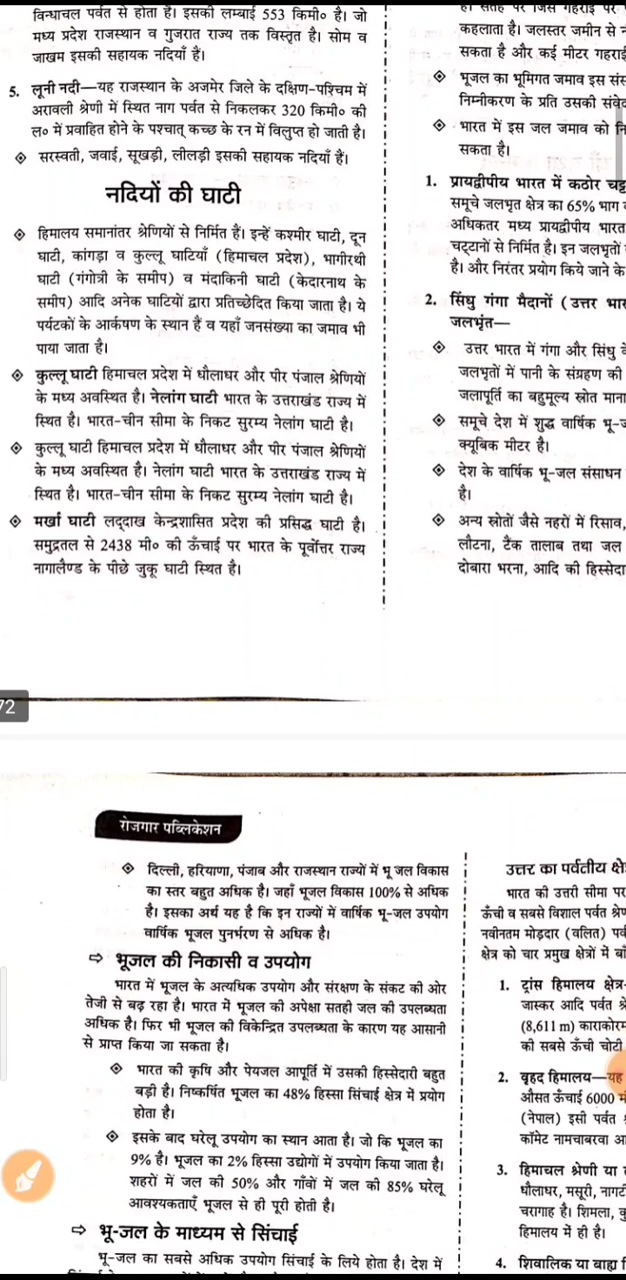 विन्धाचल पर्वत से होता है। इसकी लम्बाई 553 किमी० है। जो
मध्य प्रदेश राजस्थान व गुजरात राज्य तक विस्तृत है। सोम व
जाखम इसकी सहायक नदियाँ हैं।
5. लूनी नदी—यह राजस्थान के अजमेर जिले के दक्षिण-पश्चिम में
अरावली श्रेणी में स्थित नाग पर्वत से निकलकर 320 किमी० की
ल० में प्रवाहित होने के पश्चात् कच्छ के रन में विलुप्त हो जाती है।
सरस्वती, जवाई, सूखड़ी, लीलड़ी इसकी सहायक नदियाँ हैं।
नदियों की घाटी
हिमालय समानांतर श्रेणियों से निर्मित हैं। इन्हें कश्मीर घाटी, दून
घाटी, कांगड़ा व कुल्लू घाटियाँ (हिमाचल प्रदेश), भागीरथी
घाटी (गंगोत्री के समीप) व मंदाकिनी घाटी (केदारनाथ के
समीप) आदि अनेक घाटियों द्वारा प्रतिच्छेदित किया जाता है। ये
पर्यटकों के आर्कषण के स्थान हैं व यहाँ जनसंख्या का जमाव भी
पाया जाता है।
कुल्लू घाटी हिमाचल प्रदेश में धौलाधर और पीर पंजाल श्रेणियों
के मध्य अवस्थित है। नेलांग घाटी भारत के उत्तराखंड राज्य में
स्थित है। भारत-चीन सीमा के निकट सुरम्य नेलांग घाटी है।
कुल्लू घाटी हिमाचल प्रदेश में धौलाधर और पीर पंजाल श्रेणियों
के मध्य अवस्थित है। नेलांग घाटी भारत के उत्तराखंड राज्य में
स्थित है। भारत-चीन सीमा के निकट सुरम्य नेलांग घाटी है।
मर्खा घाटी लद्दाख केन्द्रशासित प्रदेश की प्रसिद्ध घाटी है।
समुद्रतल से 2438 मी० की ऊँचाई पर भारत के पूर्वोत्तर राज्य
नागालैण्ड के पीछे जुकू घाटी स्थित है।
है। सतह पर जिस गहराई पर
कहलाता है। जलस्तर जमीन से
सकता है और कई मीटर गहराई
भूजल का भूमिगत जमाव इस
निम्नीकरण के प्रति उसकी
भारत में इस जल जमाव को
सकता है।
1. प्रायद्वीपीय भारत में कठोर
समूचे जलभृत क्षेत्र का 65% भाग
अधिकतर मध्य प्रायद्वीपीय भारत
चट्टानों से निर्मित है। इन जलभृतों
है। और निरंतर प्रयोग किये जाने के
2. सिंधु गंगा मैदानों (उत्तर
जलभृंत—
उत्तर भारत में गंगा और सिंधु
जलभृतों में पानी के संग्रहण की
जलापूर्ति का बहुमूल्य स्रोत माना
समूचे देश में शुद्ध वार्षिक
क्यूबिक मीटर है।
देश के वार्षिक भू-जल संसाधन
है।
अन्य स्रोतों जैसे नहरों में रिसाव,
लौटना, टैंक तालाब तथा जल
दोबारा भरना, आदि की
72
रोजगार पब्लिकेशन
दिल्ली, हरियाणा, पंजाब और राजस्थान राज्यों में भू जल विकास
का स्तर बहुत अधिक है। जहाँ भूजल विकास 100% से अधिक
है। इसका अर्थ यह है कि इन राज्यों में वार्षिक भू-जल उपयोग
वार्षिक भूजल पुनर्भरण से अधिक है।
भूजल की निकासी व उपयोग
भारत में भूजल के अत्यधिक उपयोग और संरक्षण के संकट की ओर
तेजी से बढ़ रहा है। भारत में भूजल की अपेक्षा सतही जल की उपलब्धता
अधिक है। फिर भी भूजल की विकेन्द्रित उपलब्धता के कारण यह आसानी
से प्राप्त किया जा सकता है।
भारत की कृषि और पेयजल आपूर्ति में उसकी हिस्सेदारी बहुत
बड़ी है। निष्कर्षित भूजल का 48% हिस्सा सिंचाई क्षेत्र में प्रयोग
होता है।
इसके बाद घरेलू उपयोग का स्थान आता है। जो कि भूजल का
9% है। भूजल का 2% हिस्सा उद्योगों में उपयोग किया जाता है।
शहरों में जल की 50% और गाँवों में जल की 85% घरेलू
आवश्यकताएँ भूजल से ही पूरी होती है।
भू-जल के माध्यम से सिंचाई
भू-जल का सबसे अधिक उपयोग सिंचाई के लिये होता है। देश में
उत्तर का पर्वतीय
भारत की उत्तरी सीमा पर
ऊँची व सबसे विशाल पर्वत
नवीनतम मोड़दार (वलित)
क्षेत्र को चार प्रमुख क्षेत्रों में
1. ट्रांस हिमालय क्षेत्र
जास्कर आदि पर्वत
(8,611 m) काराकोरम
की सबसे ऊँची चोटी
2. वृहद हिमालय—यह
औसत ऊँचाई 6000
(नेपाल) इसी पर्वत
कॉमेट नामचाबरवा
3. हिमाचल श्रेणी या
धौलाधर, मसूरी,
चरागाह है। शिमला,
हिमालय में ही है।
4. शिवालिक या बाह्य